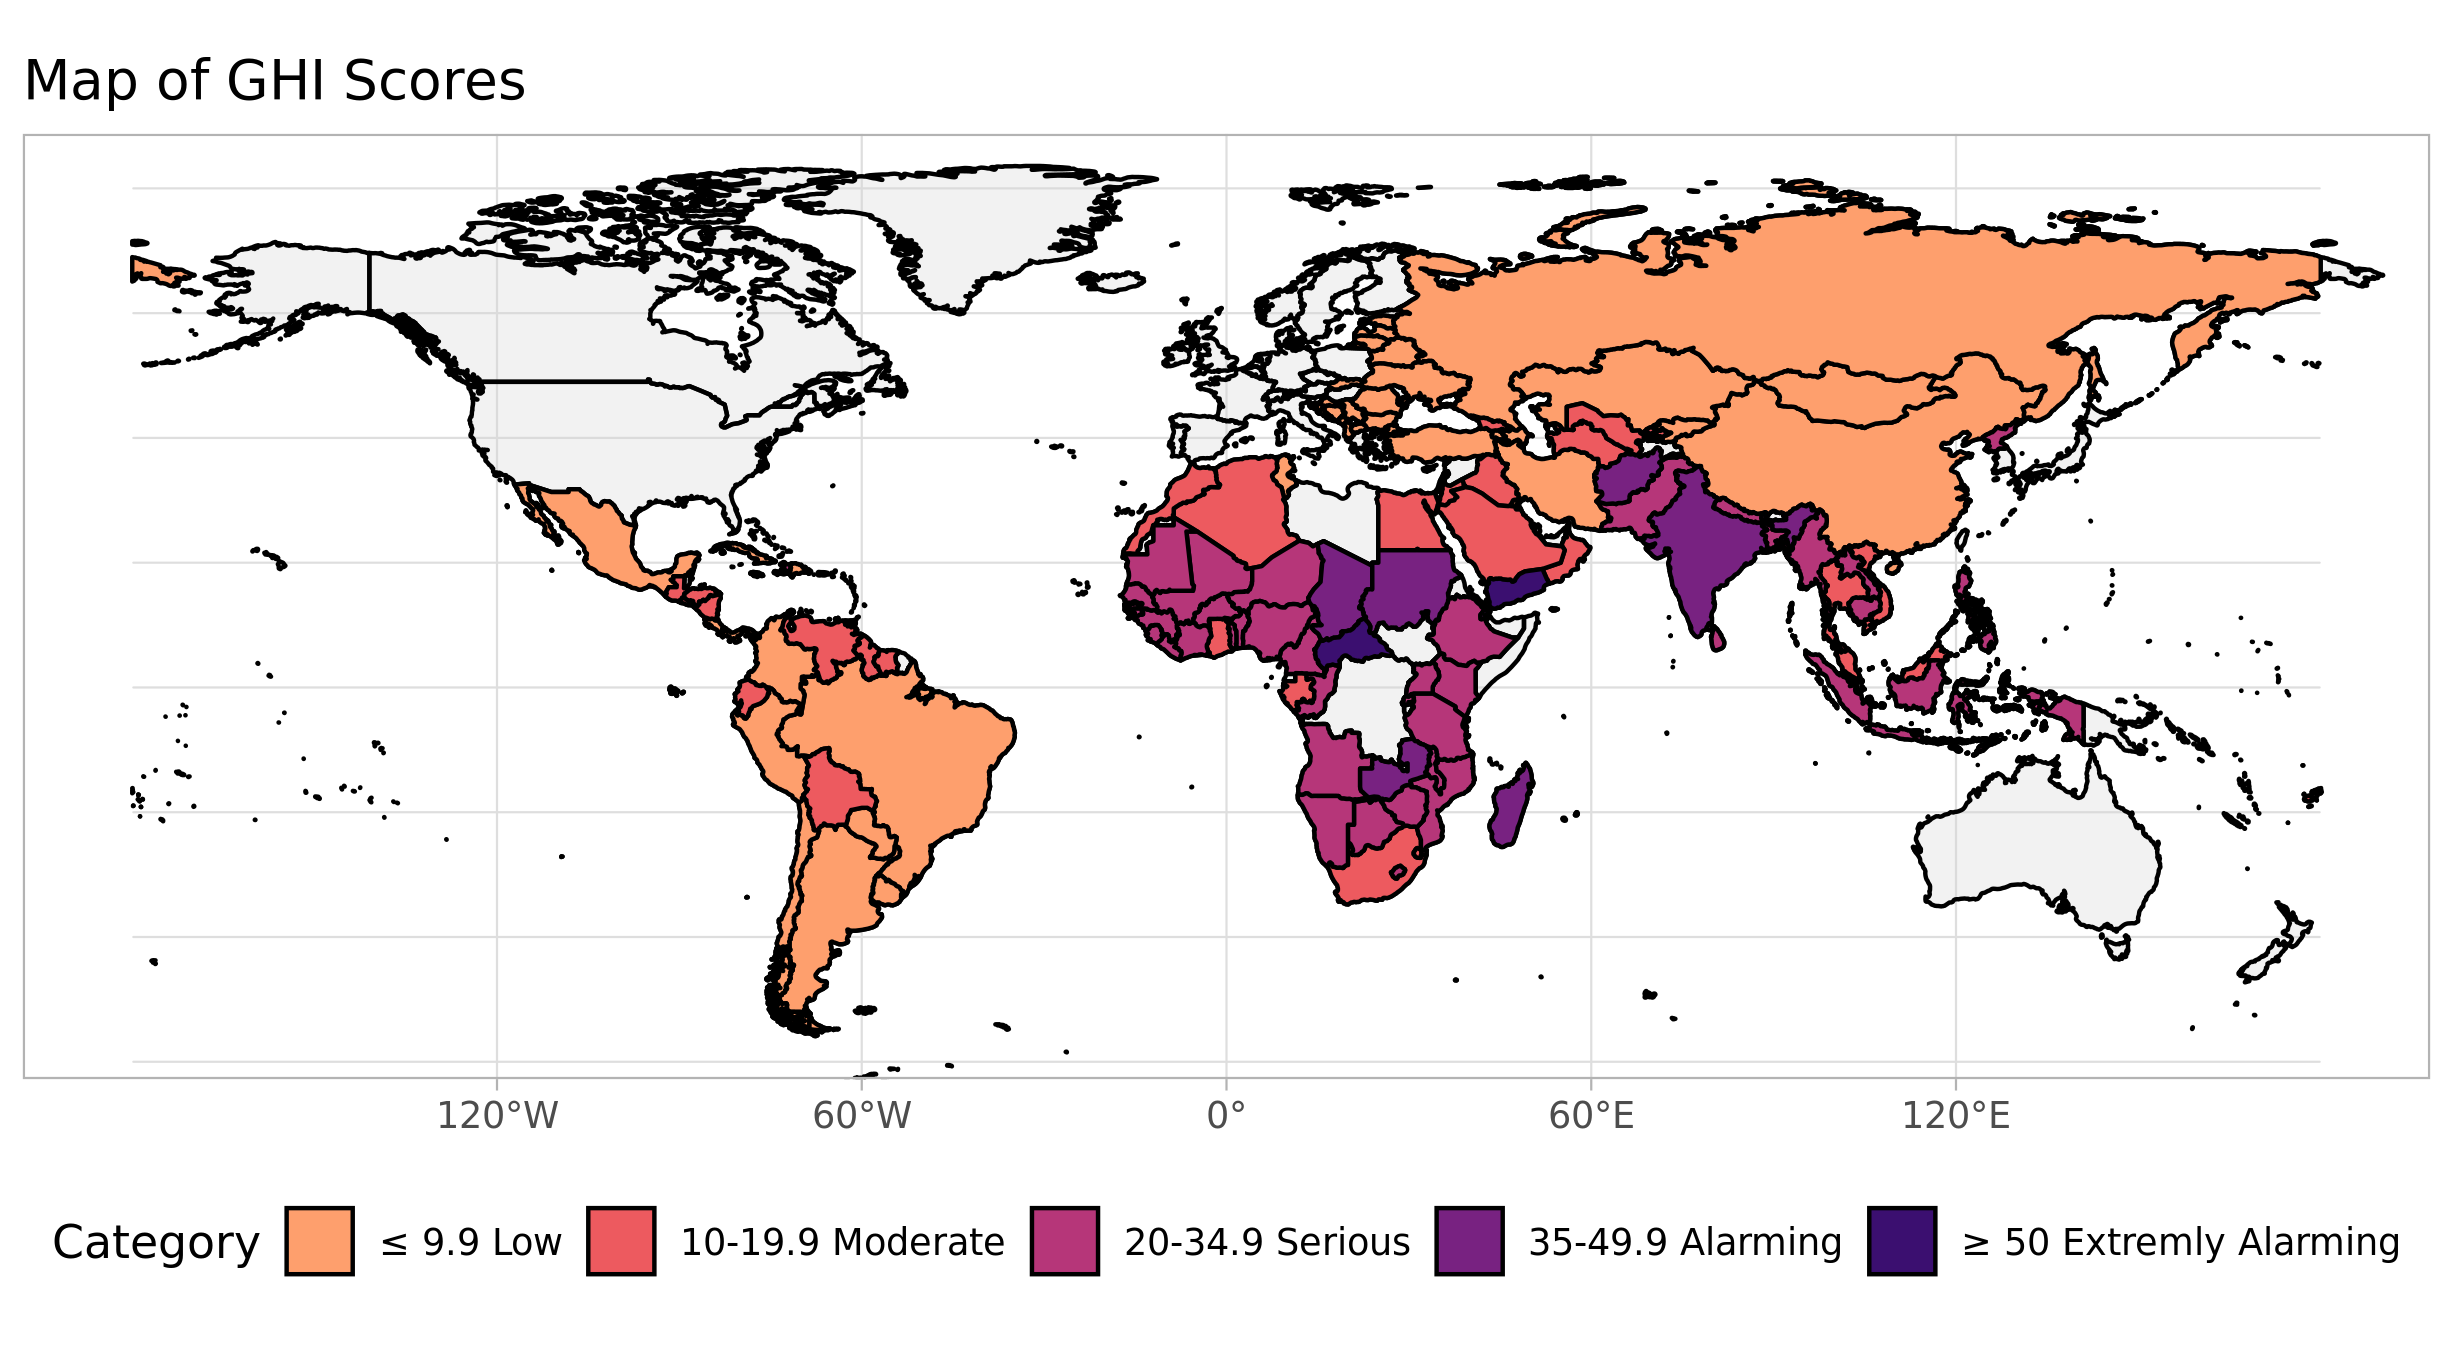 Map of GHI Scores
120°W 60°W 0° 60°E 120°E
Category ≤ 9.9 Low 10-19.9 Moderate 20-34.9 Serious 35-49.9 Alarming ≥ 50 Extremly Alarming